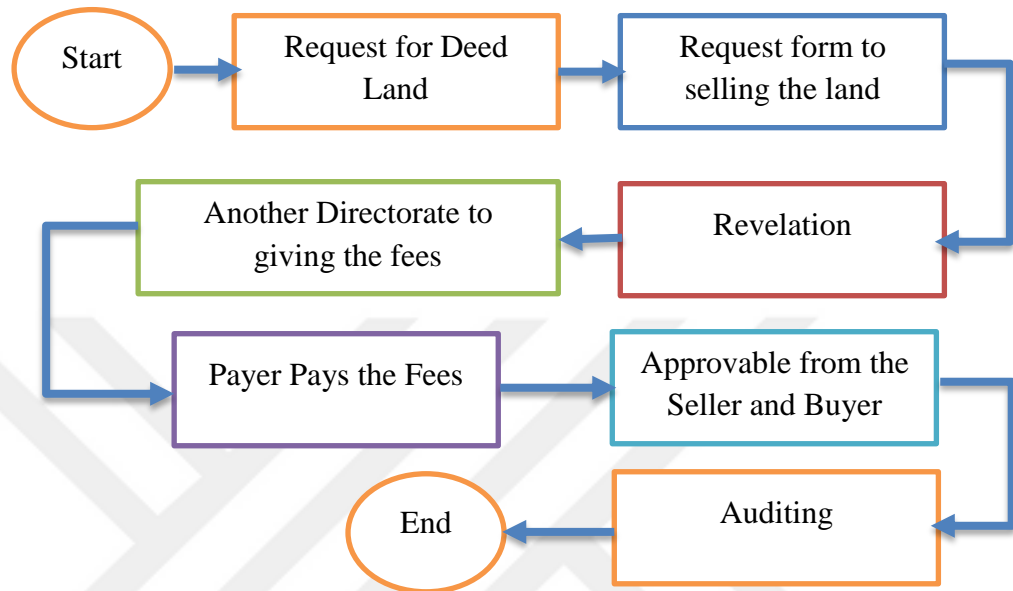 Start
Request for Deed
Land
Request form to
selling the land
Revelation
Another Directorate to
giving the fees
Payer Pays the Fees
Approvable from the
Seller and Buyer
Auditing
End